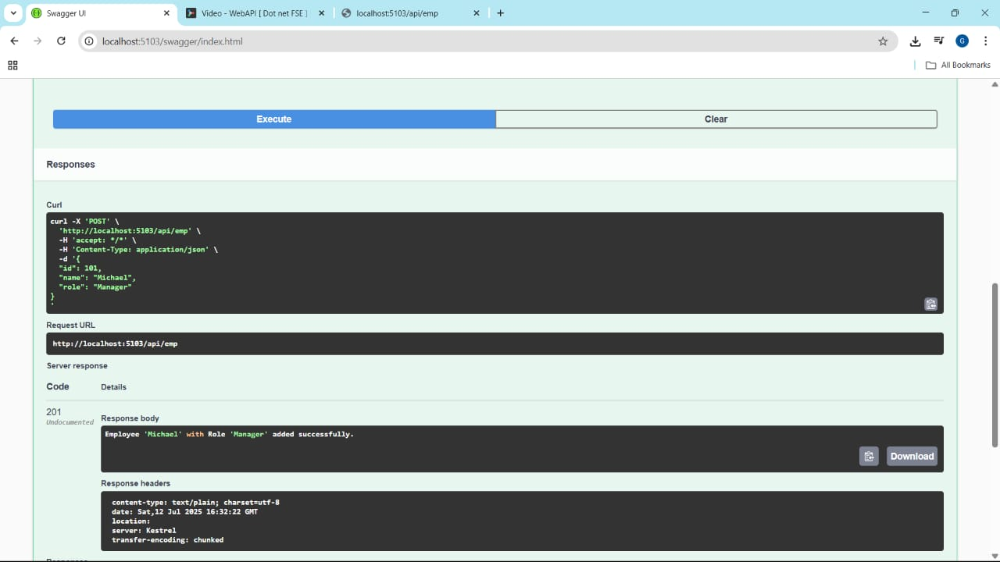 Swagger UI
Video - WebAPI [ Dot net FSE ]
localhost:5103/api/emp
localhost:5103/swagger/index.html
G
All Bookmarks
Execute
Clear
Responses
Curl
curl -X 'POST' \
'http://localhost:5103/api/emp' \
-H 'accept: */*' \
-H 'Content-Type: application/json' \
-d '{
"id": 101,
"name": "Michael",
"role": "Manager"
}
'
Request URL
http://localhost:5103/api/emp
Server response
Code
Details
201
Undocumented
Response body
Employee 'Michael' with Role 'Manager' added successfully.
Download
Response headers
content-type: text/plain; charset=utf-8
date: Sat,12 Jul 2025 16:32:22 GMT
location:
server: Kestrel
transfer-encoding: chunked
Responses